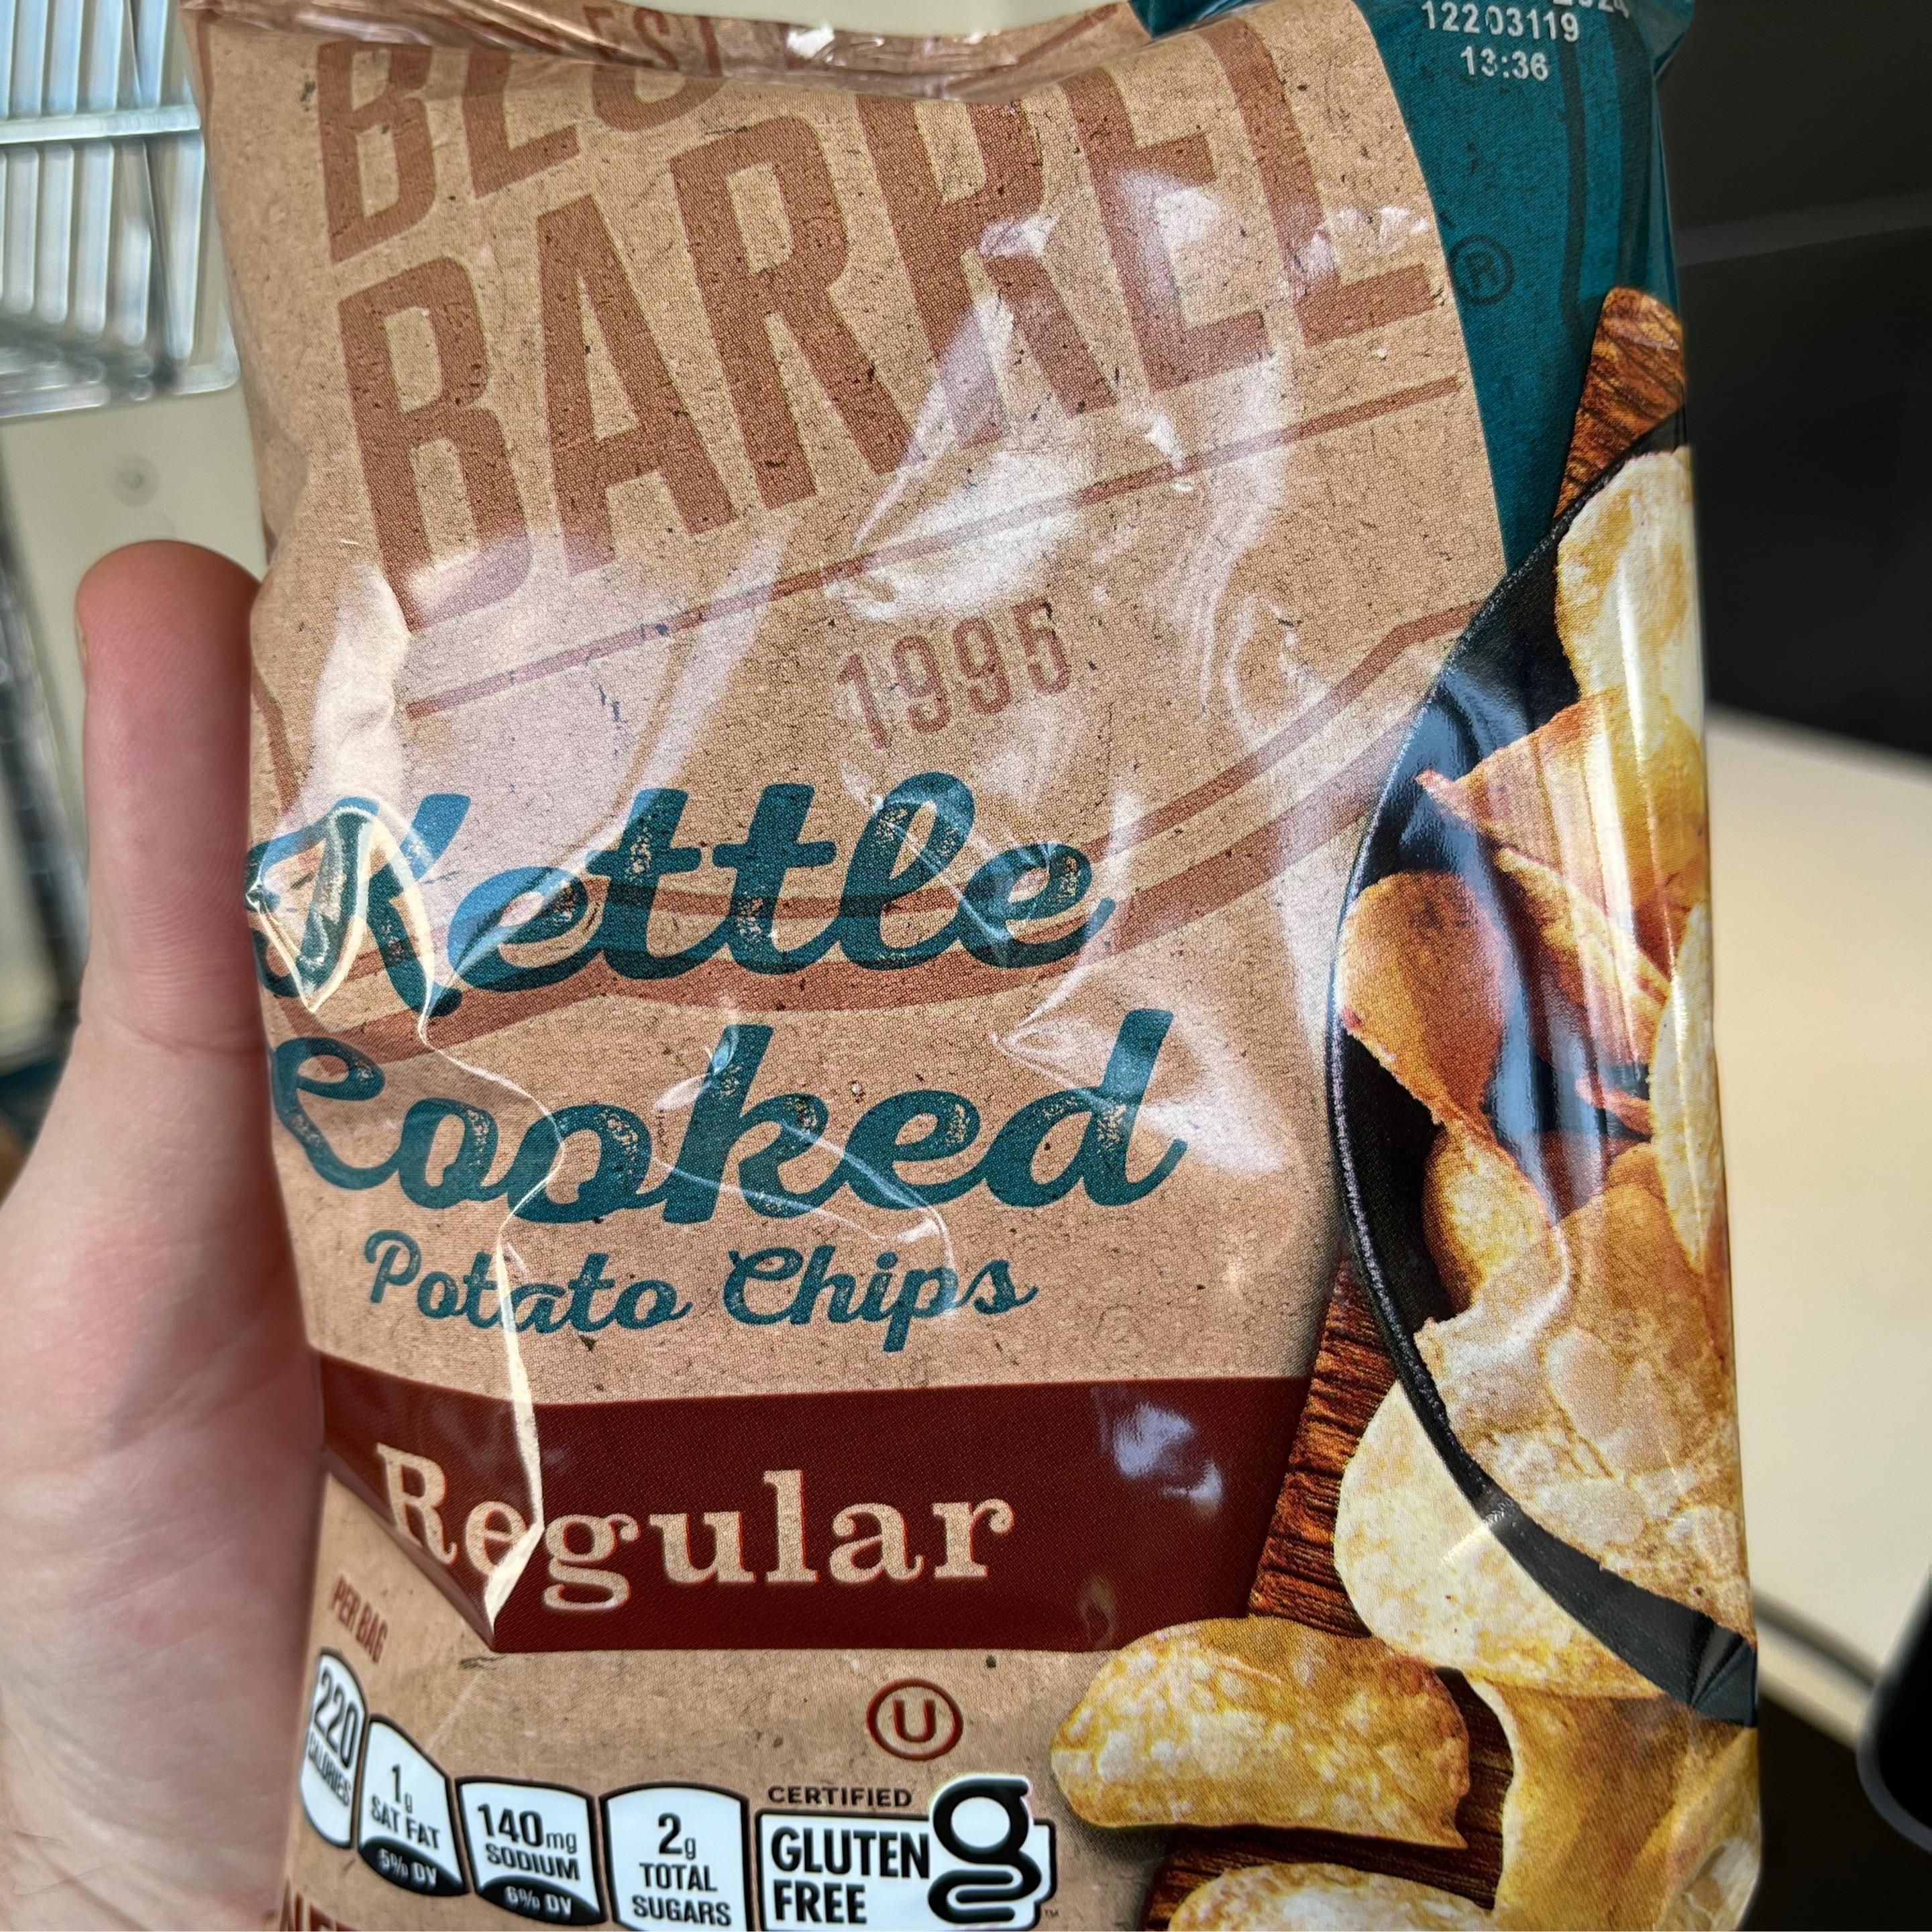 12203119
13:36
BARREL
®
1995
Kettle
Cooked
Potato Chips
Regular
PER BAG
U
220
CALORIES
1g
SAT FAT
5% DV
140mg
SODIUM
6% DV
2g
TOTAL
SUGARS
CERTIFIED
GLUTEN
FREE
g
TM